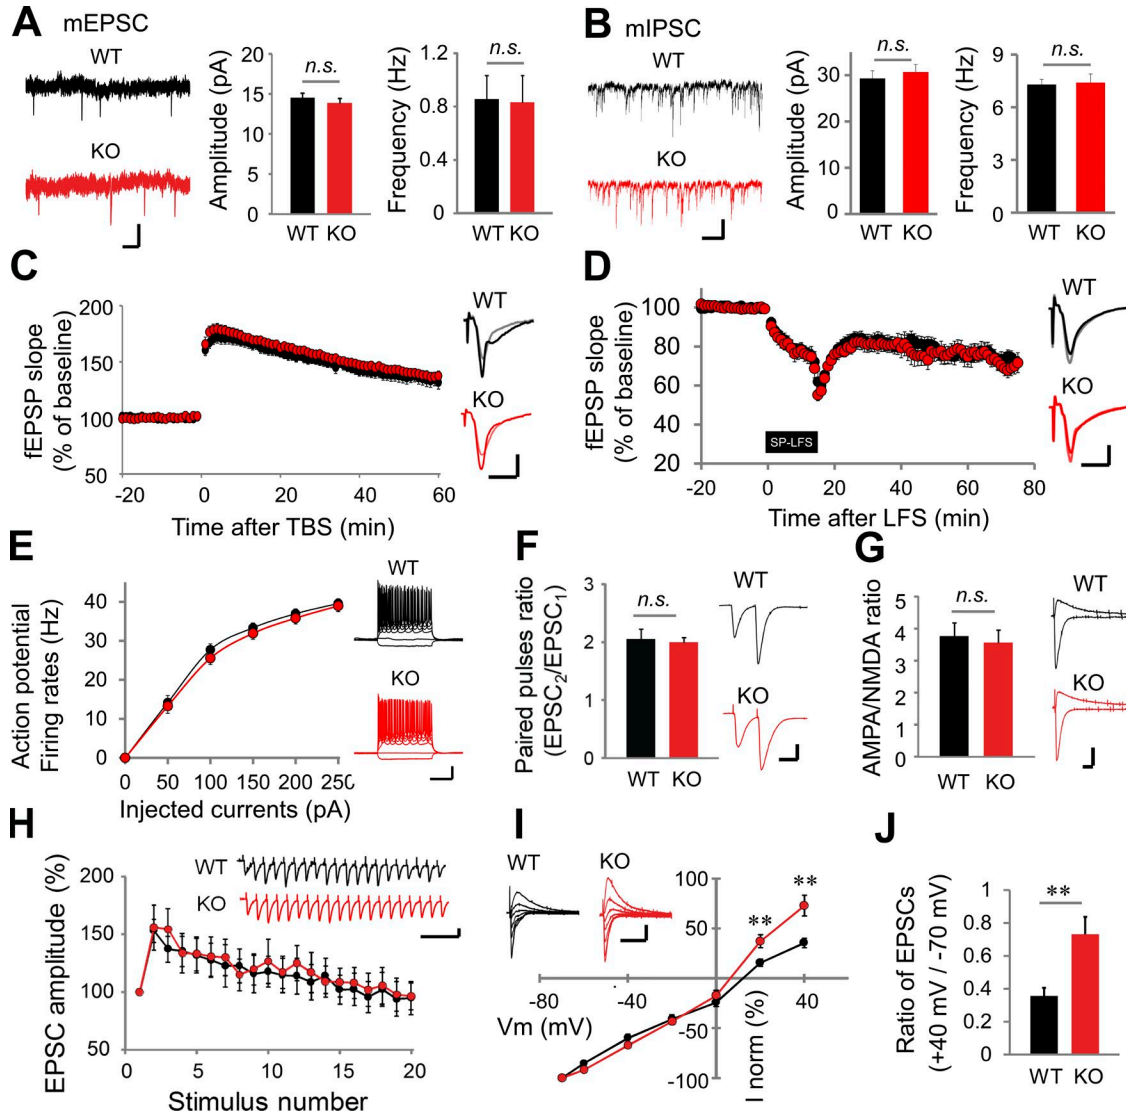 A mEPSC
WT
KO
Amplitude (pA)
20
15
10
5
0
n.s.
WT KO
Frequency (Hz)
1.2
0.8
0.4
0
n.s.
WT KO
B mIPSC
WT
KO
Amplitude (pA)
30
20
10
0
n.s.
WT KO
Frequency (Hz)
9
6
3
0
n.s.
WT KO
C
fEPSP slope
(% of baseline)
200
150
100
50
-20 0 20 40 60
Time after TBS (min)
WT
KO
D
fEPSP slope
(% of baseline)
100
80
60
40
20
SP-LFS
-20 0 20 40 60 80
Time after LFS (min)
WT
KO
E
Action potential
Firing rates (Hz)
40
30
20
10
0
0 50 100 150 200 250
Injected currents (pA)
WT
KO
F
Paired pulses ratio
(EPSC2/EPSC1)
3
2
1
0
n.s.
WT KO
WT
KO
G
AMPA/NMDA ratio
5
4
3
2
1
0
n.s.
WT KO
WT
KO
H
EPSC amplitude (%)
200
150
100
50
WT
KO
0 5 10 15 20
Stimulus number
I
WT KO
100
50
-50
-100
** **
-80 -40 0 40
Vm (mV)
I norm (%)
J
Ratio of EPSCs
(+40 mV / -70 mV)
1
0.8
0.6
0.4
0.2
0
**
WT KO